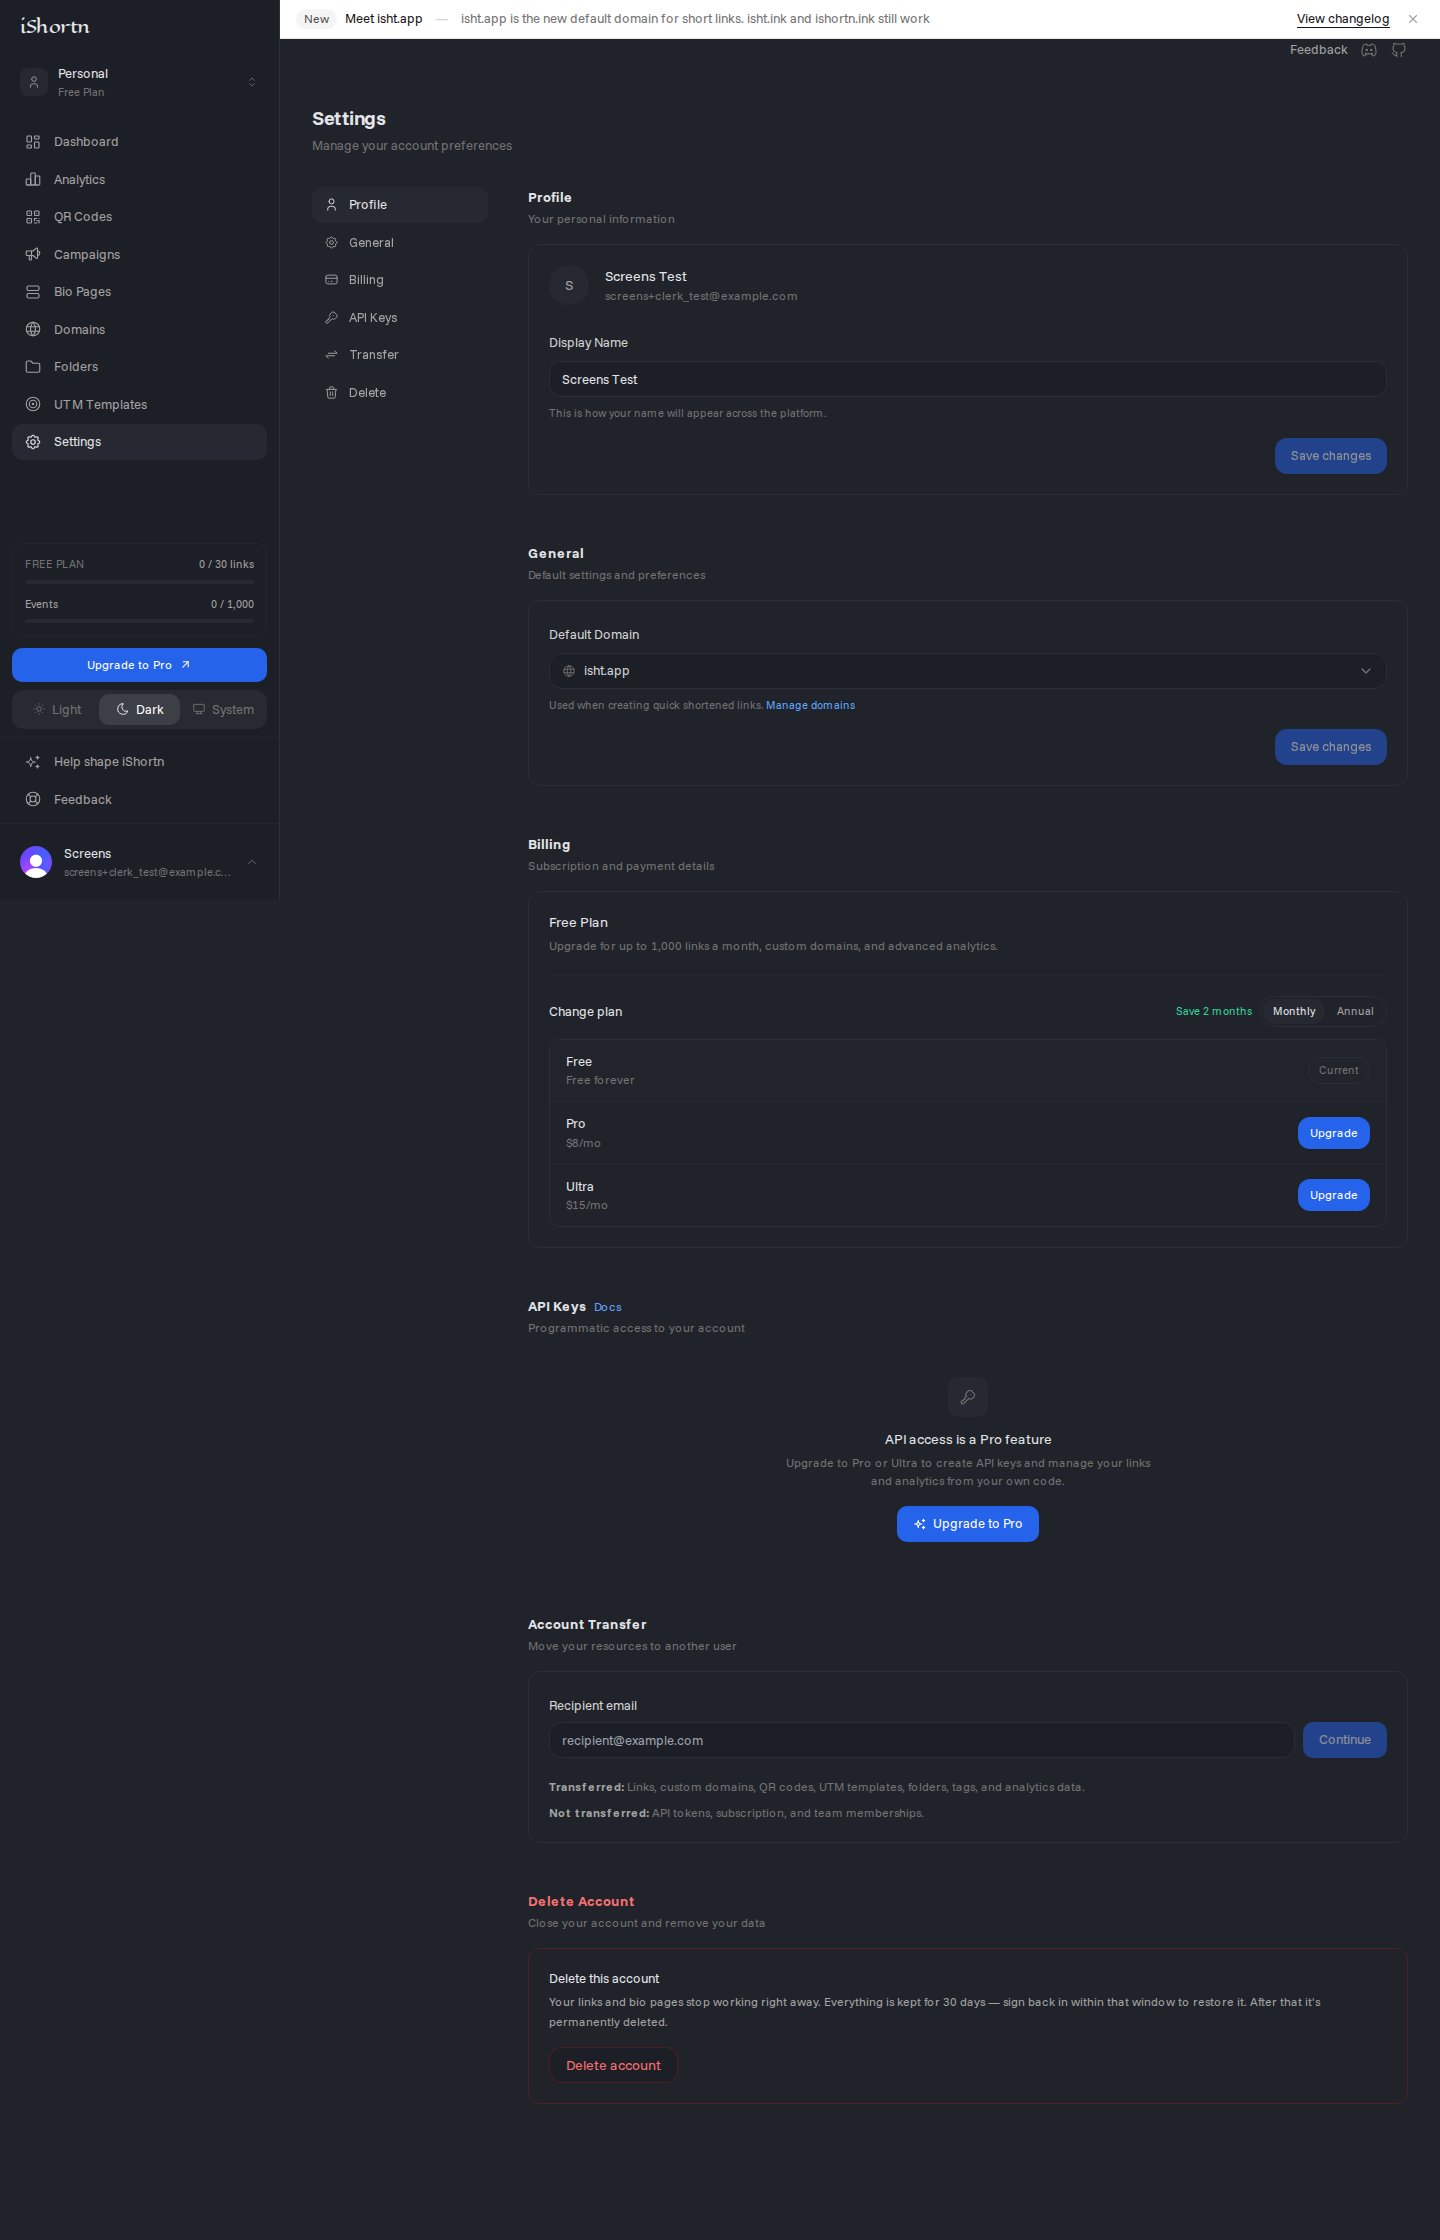 iShortn
Personal
Free Plan
Dashboard
Analytics
QR Codes
Campaigns
Bio Pages
Domains
Folders
UTM Templates
Settings
FREE PLAN 0 / 30 links
Events 0 / 1,000
Upgrade to Pro
Light Dark System
Help shape iShortn
Feedback
Screens
screens+clerk_test@example.c...
New Meet isht.app — isht.app is the new default domain for short links. isht.ink and ishortn.ink still work View changelog
Feedback
Settings
Manage your account preferences
Profile
General
Billing
API Keys
Transfer
Delete
Profile
Your personal information
S
Screens Test
screens+clerk_test@example.com
Display Name
Screens Test
This is how your name will appear across the platform.
Save changes
General
Default settings and preferences
Default Domain
isht.app
Used when creating quick shortened links. Manage domains
Save changes
Billing
Subscription and payment details
Free Plan
Upgrade for up to 1,000 links a month, custom domains, and advanced analytics.
Change plan Save 2 months Monthly Annual
Free
Free forever
Current
Pro
$8/mo
Upgrade
Ultra
$15/mo
Upgrade
API Keys Docs
Programmatic access to your account
API access is a Pro feature
Upgrade to Pro or Ultra to create API keys and manage your links
and analytics from your own code.
Upgrade to Pro
Account Transfer
Move your resources to another user
Recipient email
recipient@example.com Continue
Transferred: Links, custom domains, QR codes, UTM templates, folders, tags, and analytics data.
Not transferred: API tokens, subscription, and team memberships.
Delete Account
Close your account and remove your data
Delete this account
Your links and bio pages stop working right away. Everything is kept for 30 days — sign back in within that window to restore it. After that it's
permanently deleted.
Delete account